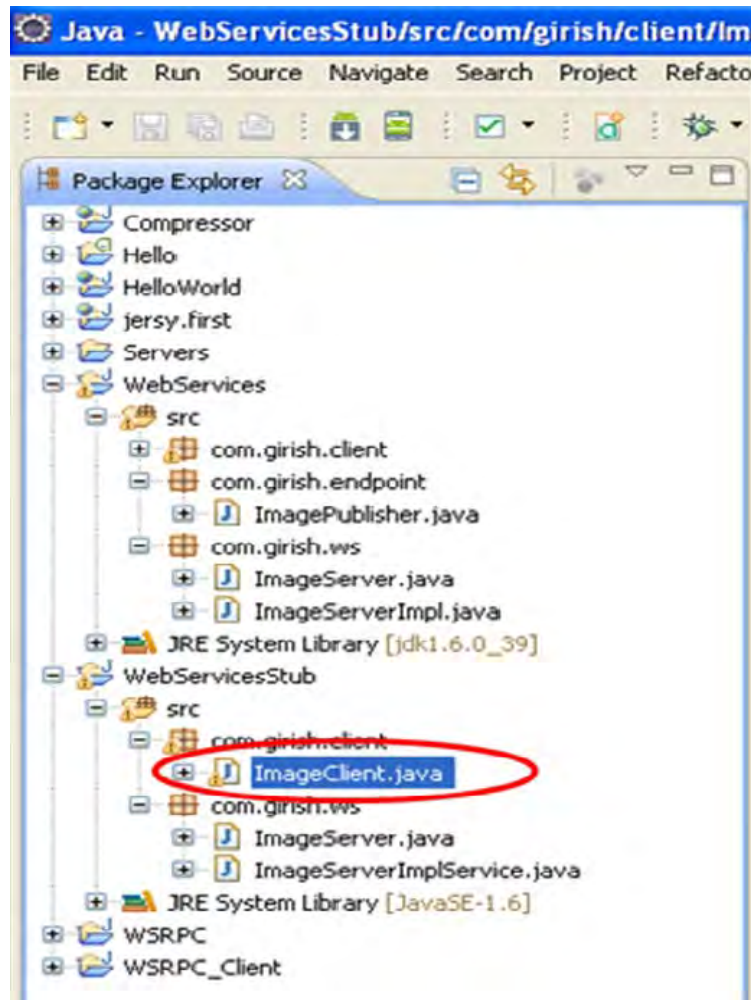 Java - WebServicesStub/src/com/girish/client/Im
File Edit Run Source Navigate Search Project Refacto
Package Explorer
Compressor
Hello
HelloWorld
jersy.first
Servers
WebServices
src
com.girish.client
com.girish.endpoint
ImagePublisher.java
com.girish.ws
ImageServer.java
ImageServerImpl.java
JRE System Library [jdk1.6.0_39]
WebServicesStub
src
com.girish.client
ImageClient.java
com.girish.ws
ImageServer.java
ImageServerImplService.java
JRE System Library [JavaSE-1.6]
WSRPC
WSRPC_Client